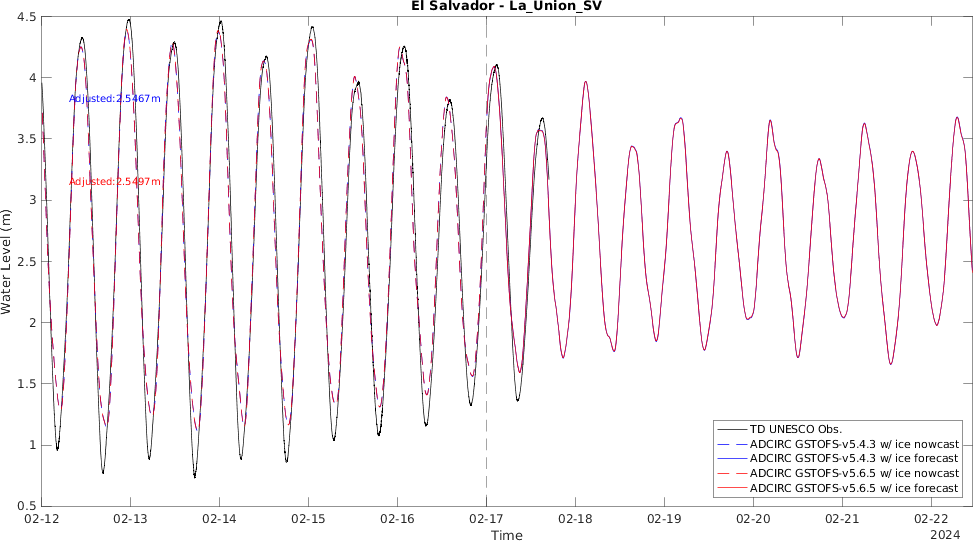 El Salvador - La_Union_SV
4.5
4
3.5
3
2.5
2
1.5
1
0.5
Water Level (m)
Adjusted:2.5467m
Adjusted:2.5497m
TD UNESCO Obs.
ADCIRC GSTOFS-v5.4.3 w/ ice nowcast
ADCIRC GSTOFS-v5.4.3 w/ ice forecast
ADCIRC GSTOFS-v5.6.5 w/ ice nowcast
ADCIRC GSTOFS-v5.6.5 w/ ice forecast
02-12 02-13 02-14 02-15 02-16 02-17 02-18 02-19 02-20 02-21 02-22
Time
2024